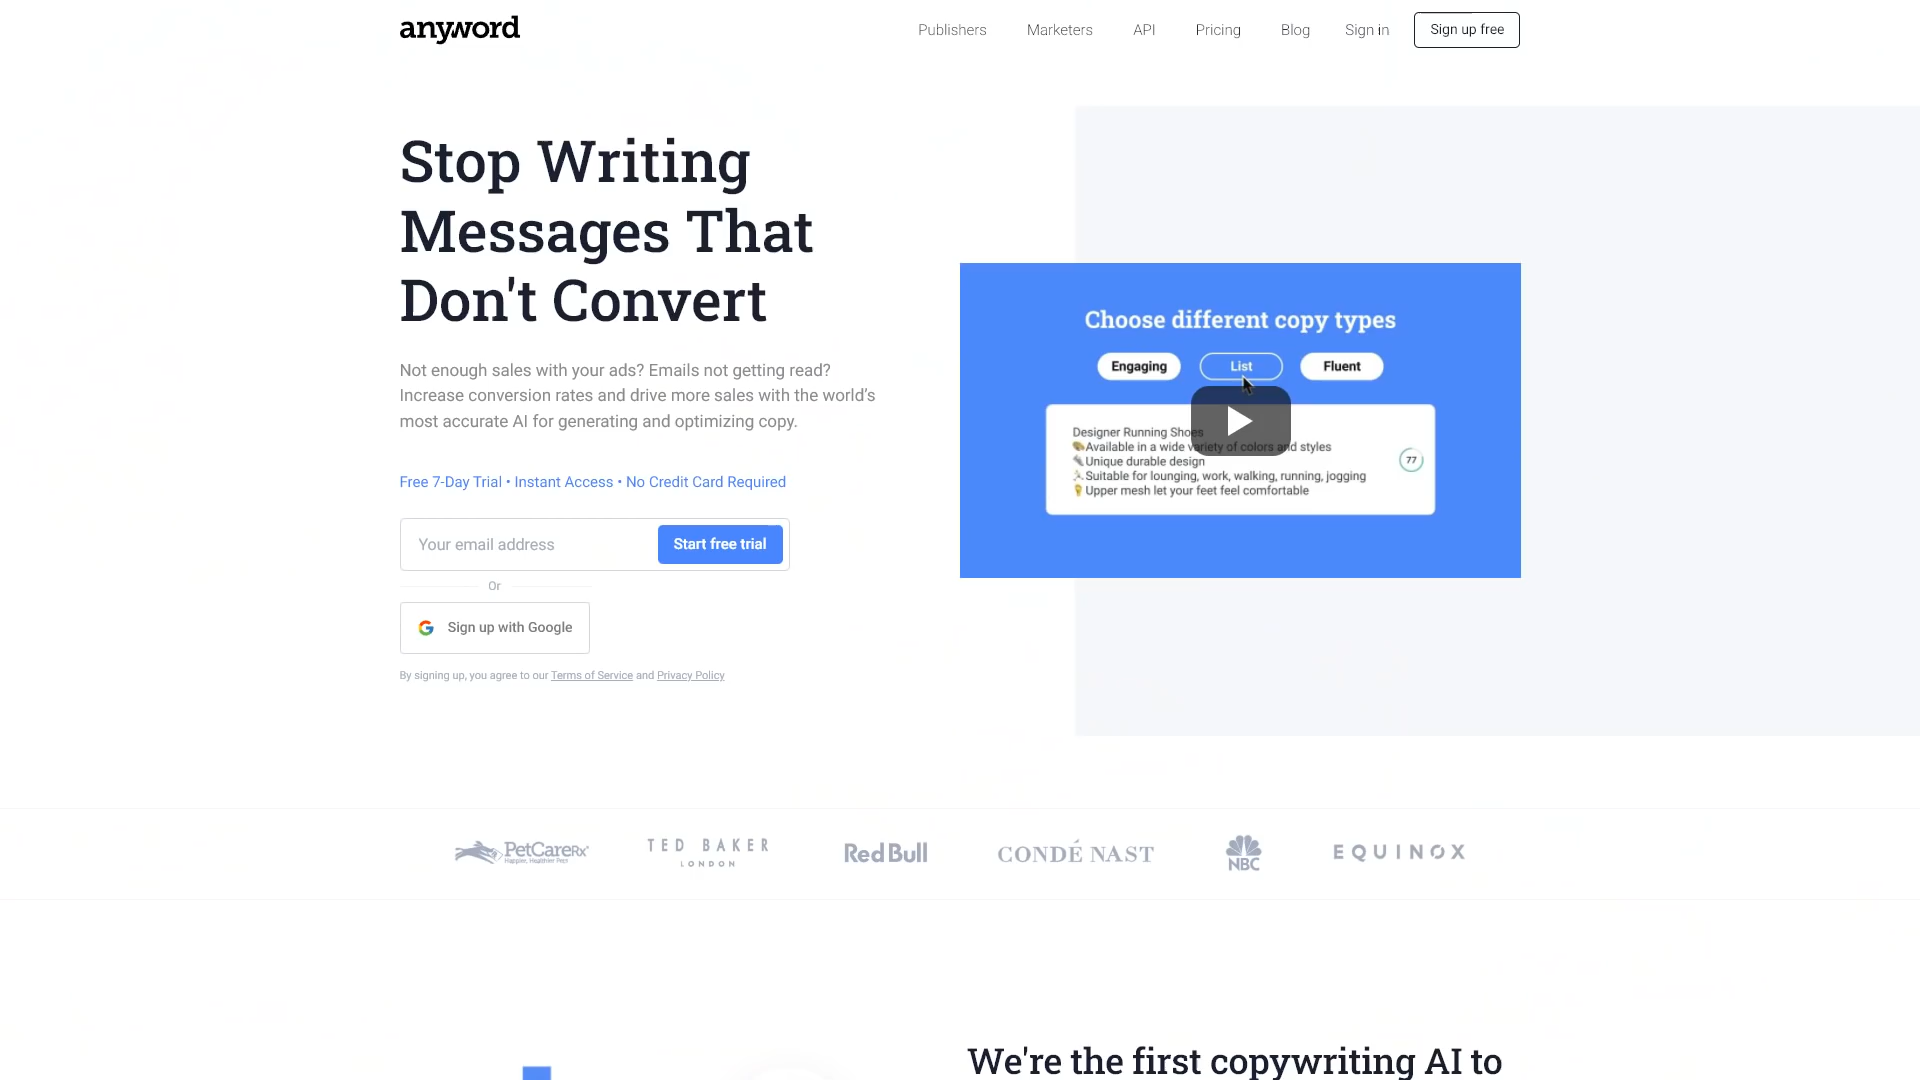 anyword
Publishers
Marketers
API
Pricing
Blog
Sign in
Sign up free
Stop Writing
Messages That
Don't Convert
Not enough sales with your ads? Emails not getting read?
Increase conversion rates and drive more sales with the world's
most accurate AI for generating and optimizing copy.
Free 7-Day Trial • Instant Access • No Credit Card Required
Your email address
Start free trial
Or
Sign up with Google
By signing up, you agree to our Terms of Service and Privacy Policy
Choose different copy types
Engaging
List
Fluent
Designer Running Shoes
Available in a wide variety of colors and styles
Unique durable design
Suitable for lounging, work, walking, running, jogging
Upper mesh let your feet feel comfortable
77
PetCareRx
Happier, Healthier Pets
TED BAKER
LONDON
Red Bull
CONDÉ NAST
NBC
EQUINOX
We're the first copywriting AI to